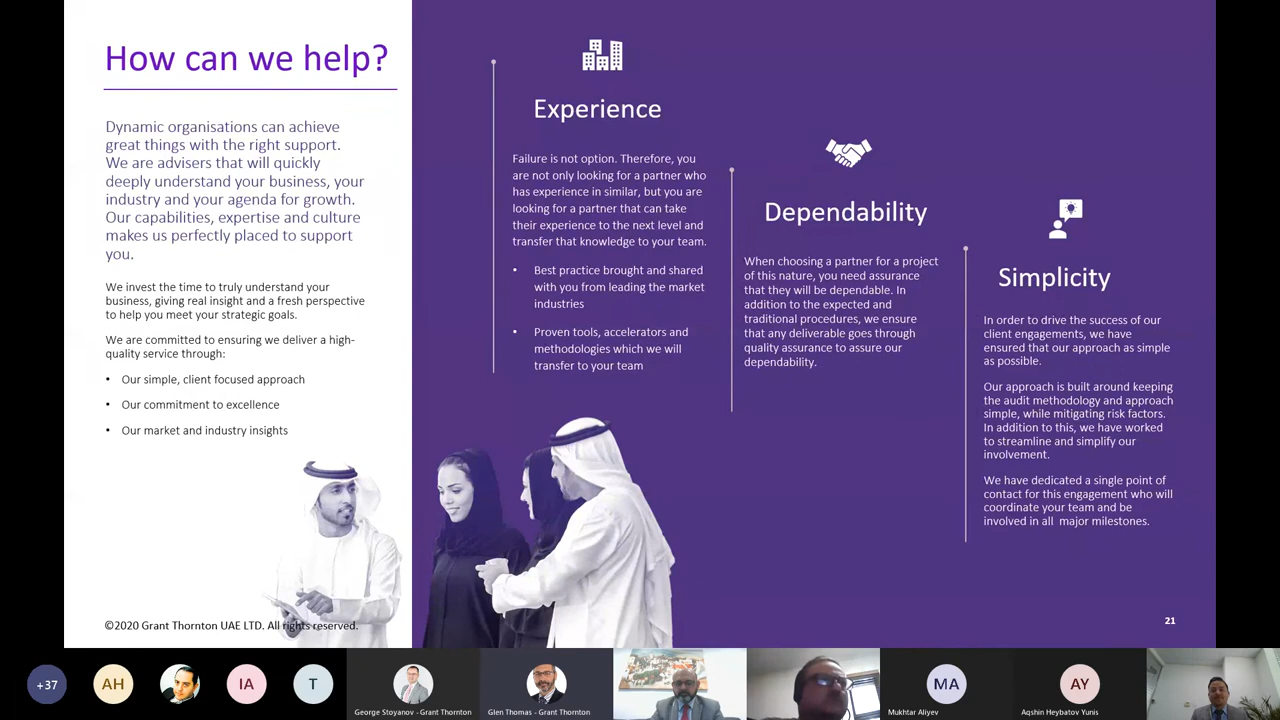 How can we help?
Dynamic organisations can achieve
great things with the right support.
We are advisers that will quickly
deeply understand your business, your
industry and your agenda for growth.
Our capabilities, expertise and culture
makes us perfectly placed to support
you.
We invest the time to truly understand your
business, giving real insight and a fresh perspective
to help you meet your strategic goals.
We are committed to ensuring we deliver a high-
quality service through:
• Our simple, client focused approach
• Our commitment to excellence
• Our market and industry insights
©2020 Grant Thornton UAE LTD. All rights reserved.
Experience
Failure is not option. Therefore, you
are not only looking for a partner who
has experience in similar, but you are
looking for a partner that can take
their experience to the next level and
transfer that knowledge to your team.
• Best practice brought and shared
with you from leading the market
industries
• Proven tools, accelerators and
methodologies which we will
transfer to your team
Dependability
When choosing a partner for a project
of this nature, you need assurance
that they will be dependable. In
addition to the expected and
traditional procedures, we ensure
that any deliverable goes through
quality assurance to assure our
dependability.
Simplicity
In order to drive the success of our
client engagements, we have
ensured that our approach as simple
as possible.
Our approach is built around keeping
the audit methodology and approach
simple, while mitigating risk factors.
In addition to this, we have worked
to streamline and simplify our
involvement.
We have dedicated a single point of
contact for this engagement who will
coordinate your team and be
involved in all major milestones.
21
+37
AH
IA
T
George Stoyanov - Grant Thornton
Glen Thomas - Grant Thornton
MA
Mukhtar Aliyev
AY
Aqshin Heybatov Yunis